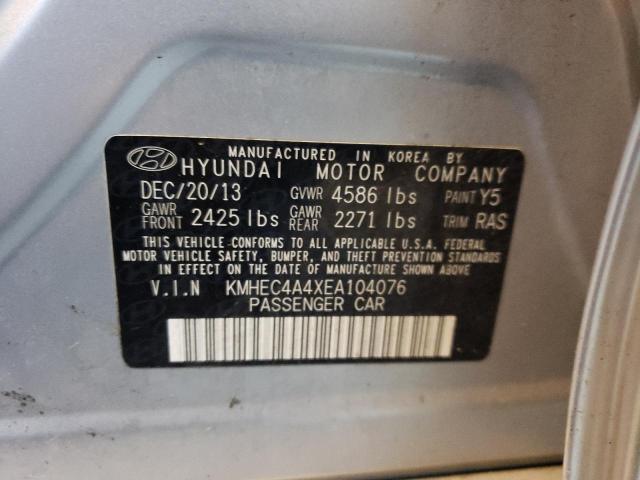 MANUFACTURED IN KOREA BY
HYUNDAI MOTOR COMPANY
DEC/20/13 GVWR 4586 lbs PAINT Y5
GAWR FRONT 2425 lbs GAWR REAR 2271 lbs TRIM RAS
THIS VEHICLE CONFORMS TO ALL APPLICABLE U.S.A. FEDERAL
MOTOR VEHICLE SAFETY, BUMPER, AND THEFT PREVENTION STANDARDS
IN EFFECT ON THE DATE OF MANUFACTURE SHOWN ABOVE.
V.I.N KMHEC4A4XEA104076
PASSENGER CAR